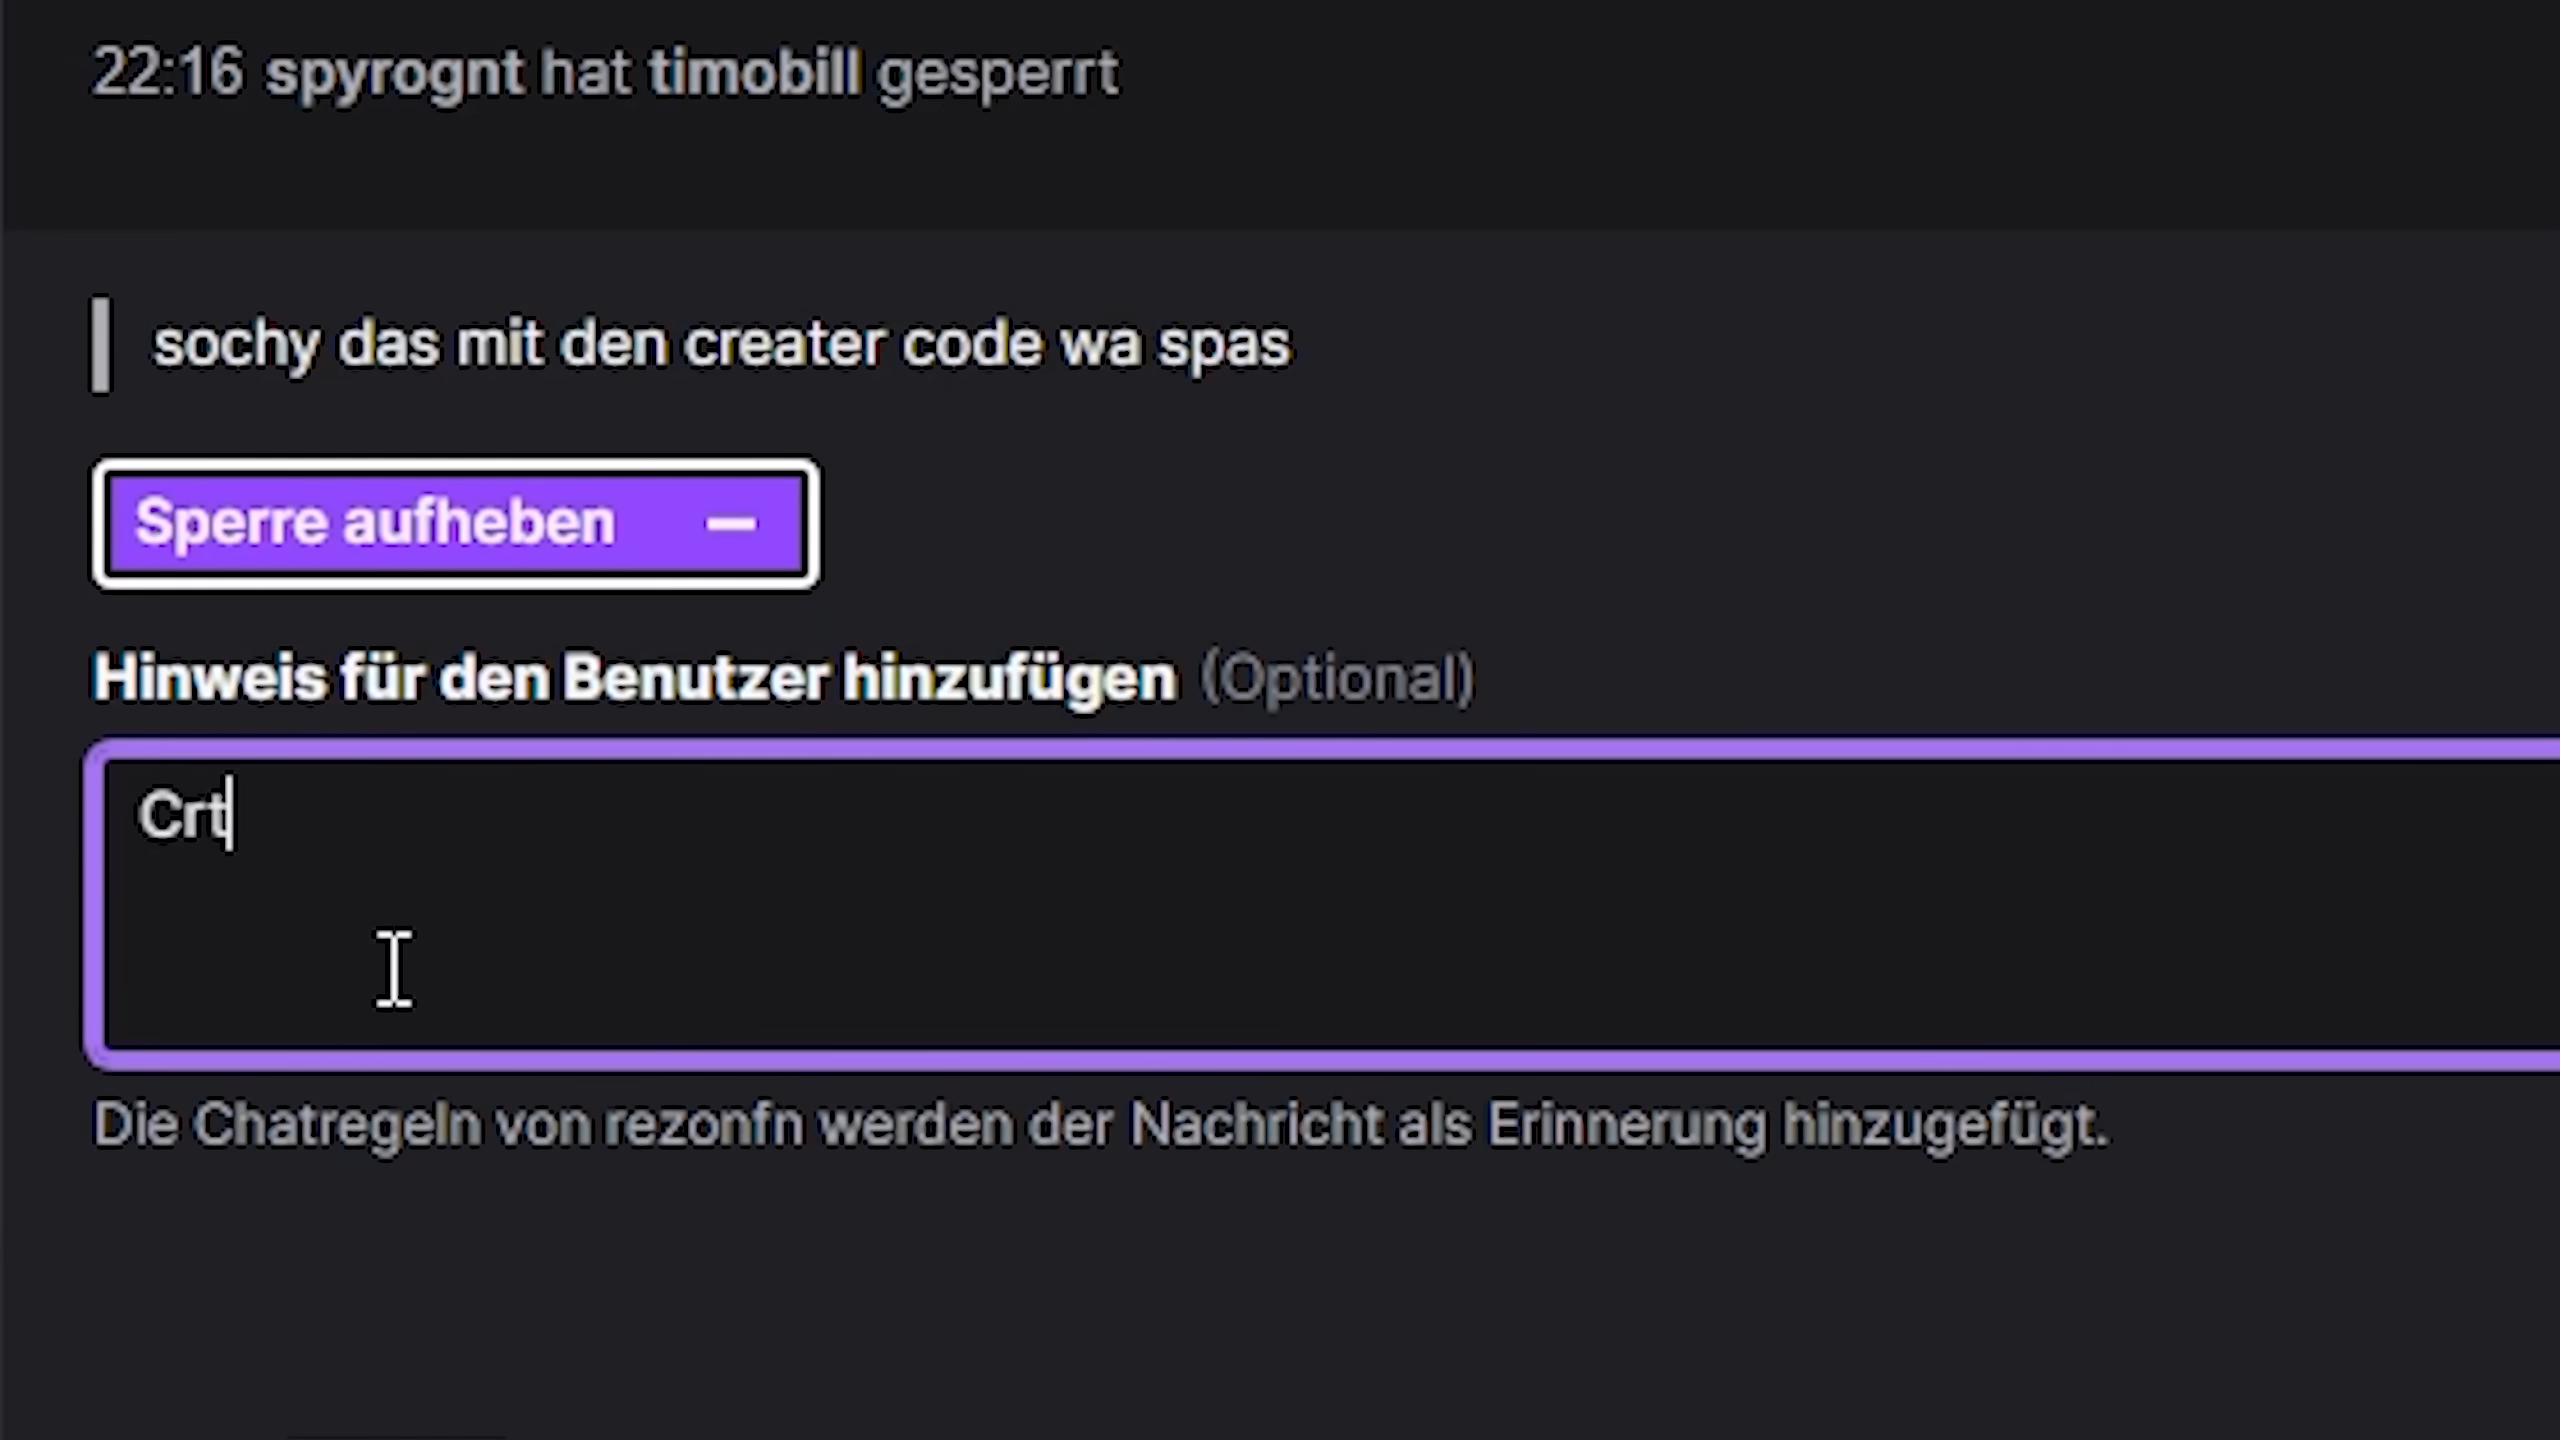 22:16 spyrognt hat timobill gesperrt
sochy das mit den creater code wa spas
Sperre aufheben
Hinweis für den Benutzer hinzufügen (Optional)
Crt
Die Chatregeln von rezonfn werden der Nachricht als Erinnerung hinzugefügt.